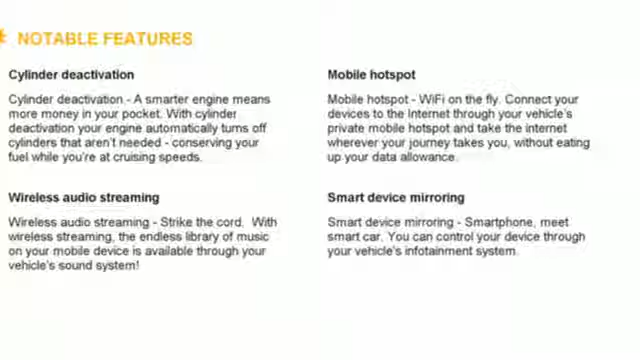 NOTABLE FEATURES
Cylinder deactivation
Cylinder deactivation - A smarter engine means
more money in your pocket. With cylinder
deactivation your engine automatically turns off
cylinders that aren't needed - conserving your
fuel while you're at cruising speeds.
Mobile hotspot
Mobile hotspot - WiFi on the fly. Connect your
devices to the Internet through your vehicle's
private mobile hotspot and take the internet
wherever your journey takes you, without eating
up your data allowance.
Wireless audio streaming
Wireless audio streaming - Strike the cord. With
wireless streaming, the endless library of music
on your mobile device is available through your
vehicle's sound system!
Smart device mirroring
Smart device mirroring - Smartphone, meet
smart car. You can control your device through
your vehicle's infotainment system.